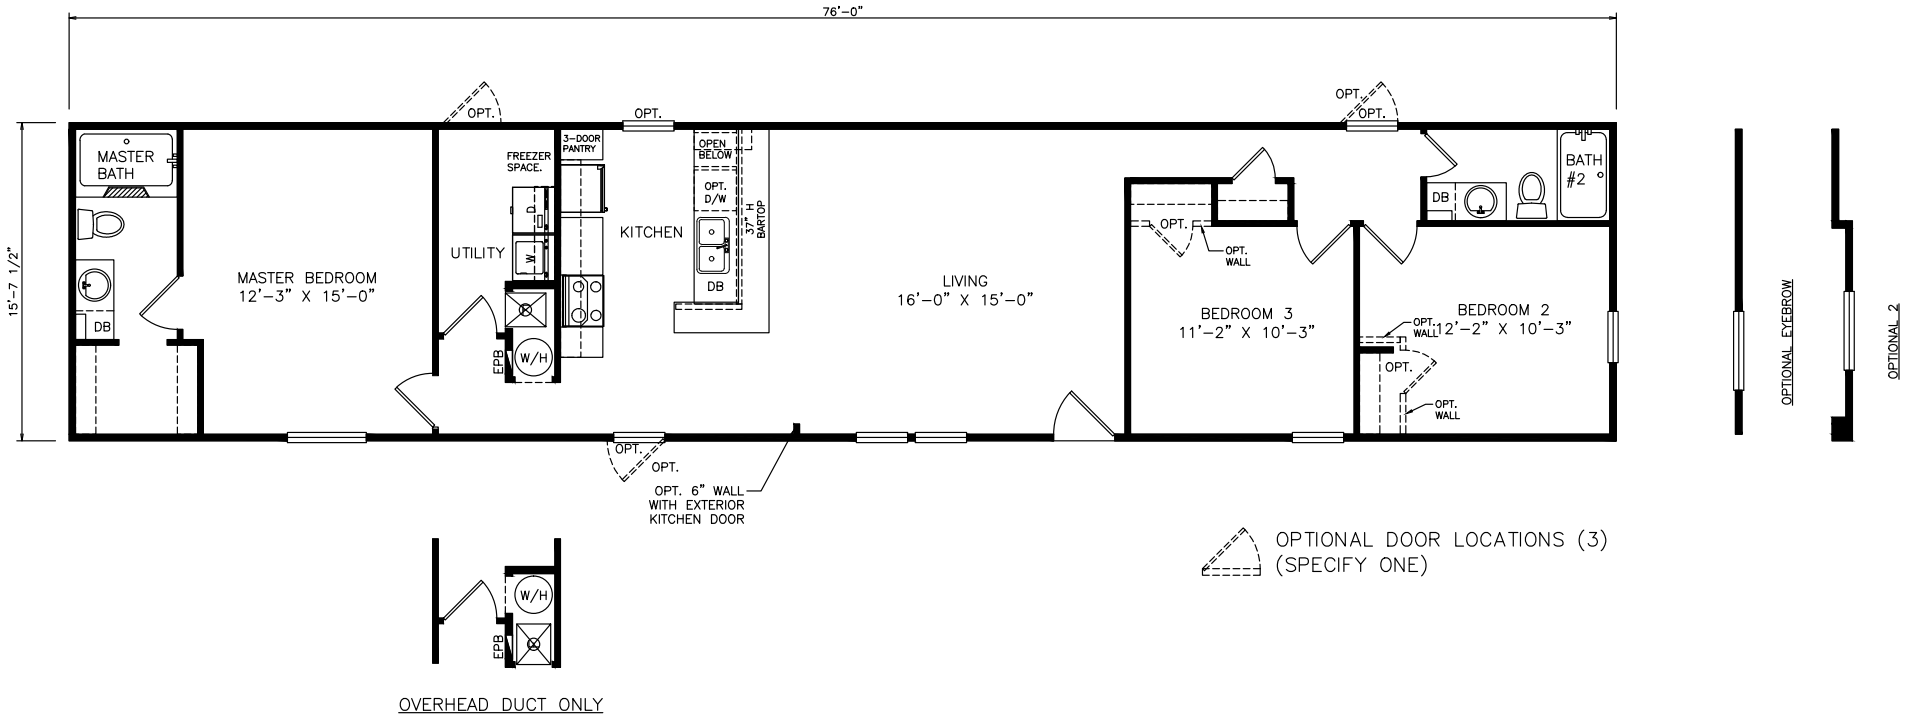 76'-0"
15'-7 1/2"
OPT.
OPT.
OPT.
OPT.
MASTER
BATH
DB
MASTER BEDROOM
12'-3" X 15'-0"
FREEZER
SPACE.
D
W
UTILITY
EPB
W/H
3-DOOR
PANTRY
KITCHEN
OPEN
BELOW
OPT.
D/W
DB
37" H
BARTOP
LIVING
16'-0" X 15'-0"
OPT.
OPT.
WALL
BEDROOM 3
11'-2" X 10'-3"
DB
BATH
#2
BEDROOM 2
12'-2" X 10'-3"
OPT.
WALL
OPT.
OPT.
WALL
OPT.
OPT.
OPT. 6" WALL
WITH EXTERIOR
KITCHEN DOOR
OPTIONAL EYEBROW
OPTIONAL 2
OPTIONAL DOOR LOCATIONS (3)
(SPECIFY ONE)
W/H
EPB
OVERHEAD DUCT ONLY